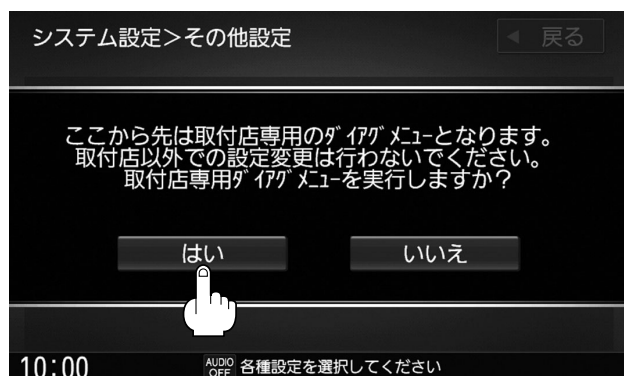 システム設定＞その他設定
◀ 戻る
ここから先は取付店専用のﾀﾞｲｱｸﾞﾒﾆｭｰとなります。
取付店以外での設定変更は行わないでください。
取付店専用ﾀﾞｲｱｸﾞﾒﾆｭｰを実行しますか？
はい
いいえ
10:00
AUDIO OFF 各種設定を選択してください